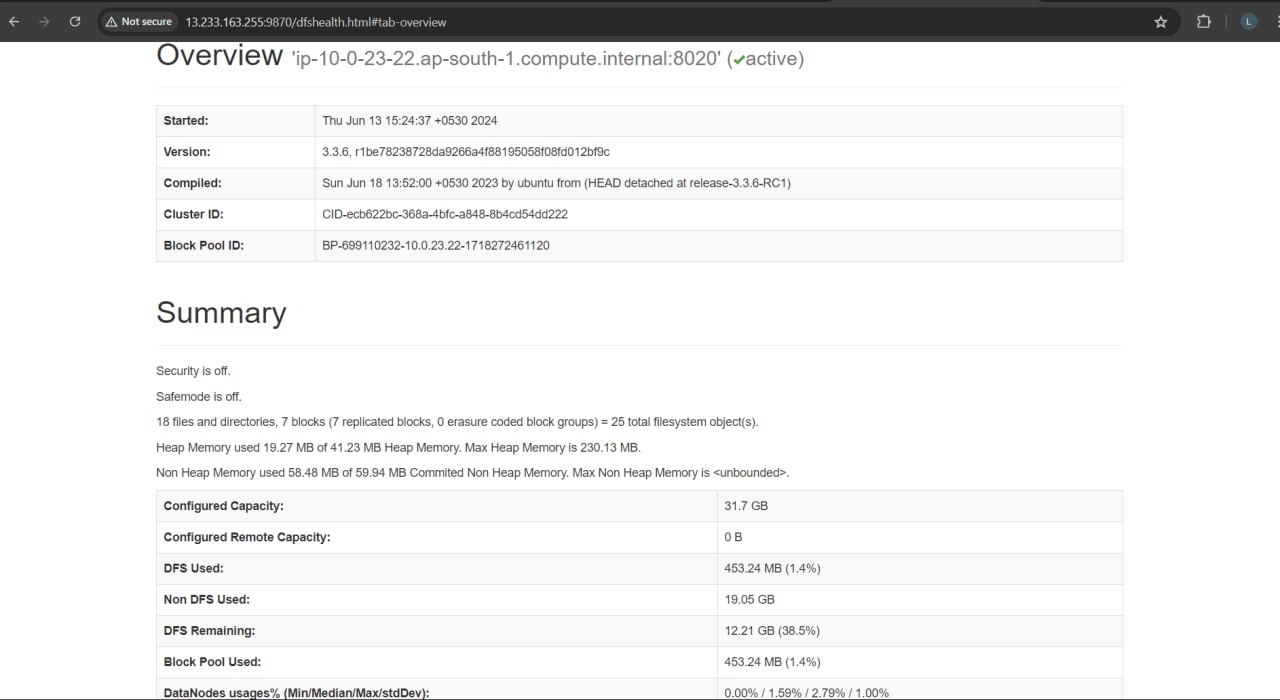 Not secure 13.233.163.255:9870/dfshealth.html#tab-overview L
Overview 'ip-10-0-23-22.ap-south-1.compute.internal:8020' (✔active)
Started: Thu Jun 13 15:24:37 +0530 2024
Version: 3.3.6, r1be78238728da9266a4f88195058f08fd012bf9c
Compiled: Sun Jun 18 13:52:00 +0530 2023 by ubuntu from (HEAD detached at release-3.3.6-RC1)
Cluster ID: CID-ecb622bc-368a-4bfc-a848-8b4cd54dd222
Block Pool ID: BP-699110232-10.0.23.22-1718272461120
Summary
Security is off.
Safemode is off.
18 files and directories, 7 blocks (7 replicated blocks, 0 erasure coded block groups) = 25 total filesystem object(s).
Heap Memory used 19.27 MB of 41.23 MB Heap Memory. Max Heap Memory is 230.13 MB.
Non Heap Memory used 58.48 MB of 59.94 MB Commited Non Heap Memory. Max Non Heap Memory is <unbounded>.
Configured Capacity: 31.7 GB
Configured Remote Capacity: 0 B
DFS Used: 453.24 MB (1.4%)
Non DFS Used: 19.05 GB
DFS Remaining: 12.21 GB (38.5%)
Block Pool Used: 453.24 MB (1.4%)
DataNodes usages% (Min/Median/Max/stdDev): 0.00% / 1.59% / 2.79% / 1.00%